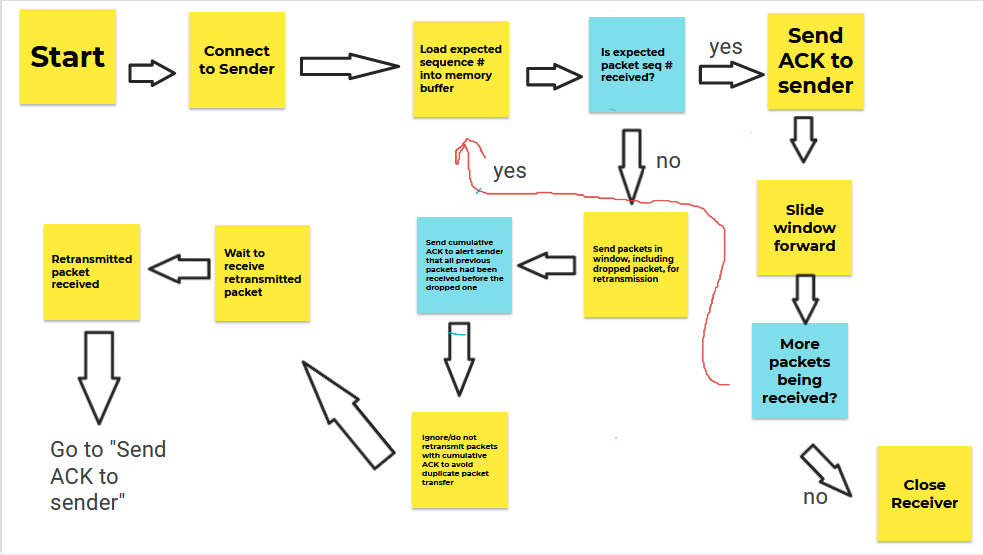 Start
Connect
to Sender
Load expected
sequence #
into memory
buffer
Is expected
packet seq #
received?
yes
Send
ACK to
sender
no
yes
Slide
window
forward
Send packets in
window, including
dropped packet, for
retransmission
Send cumulative
ACK to alert sender
that all previous
packets had been
received before the
dropped one
Wait to
receive
retransmitted
packet
Retransmitted
packet
received
More
packets
being
received?
Ignore/do not
retransmit packets
with cumulative
ACK to avoid
duplicate packet
transfer
Go to "Send
ACK to
sender"
no
Close
Receiver